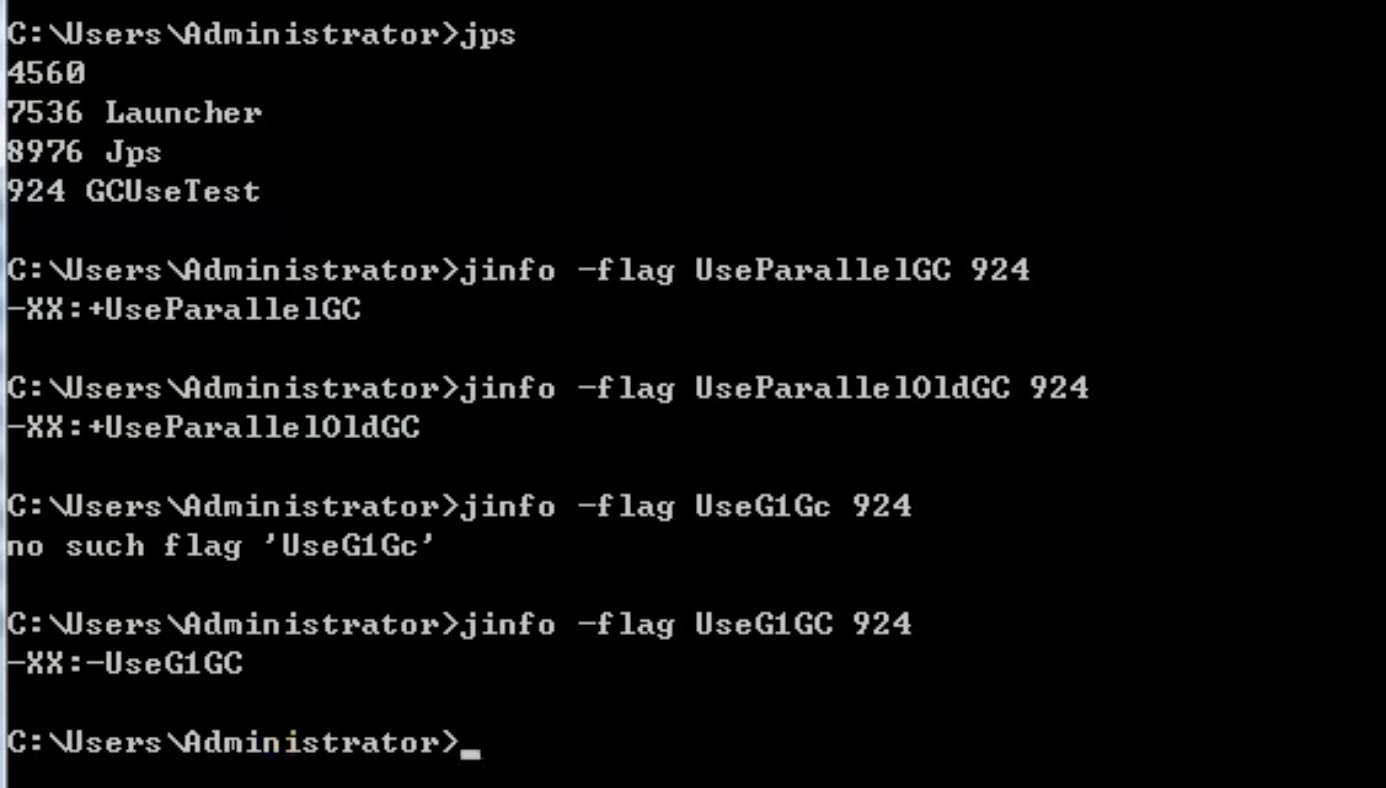 C:\Users\Administrator>jps
4560
7536 Launcher
8976 Jps
924 GCUseTest
C:\Users\Administrator>jinfo -flag UseParallelGC 924
-XX:+UseParallelGC
C:\Users\Administrator>jinfo -flag UseParallelOldGC 924
-XX:+UseParallelOldGC
C:\Users\Administrator>jinfo -flag UseG1Gc 924
no such flag 'UseG1Gc'
C:\Users\Administrator>jinfo -flag UseG1GC 924
-XX:-UseG1GC
C:\Users\Administrator>